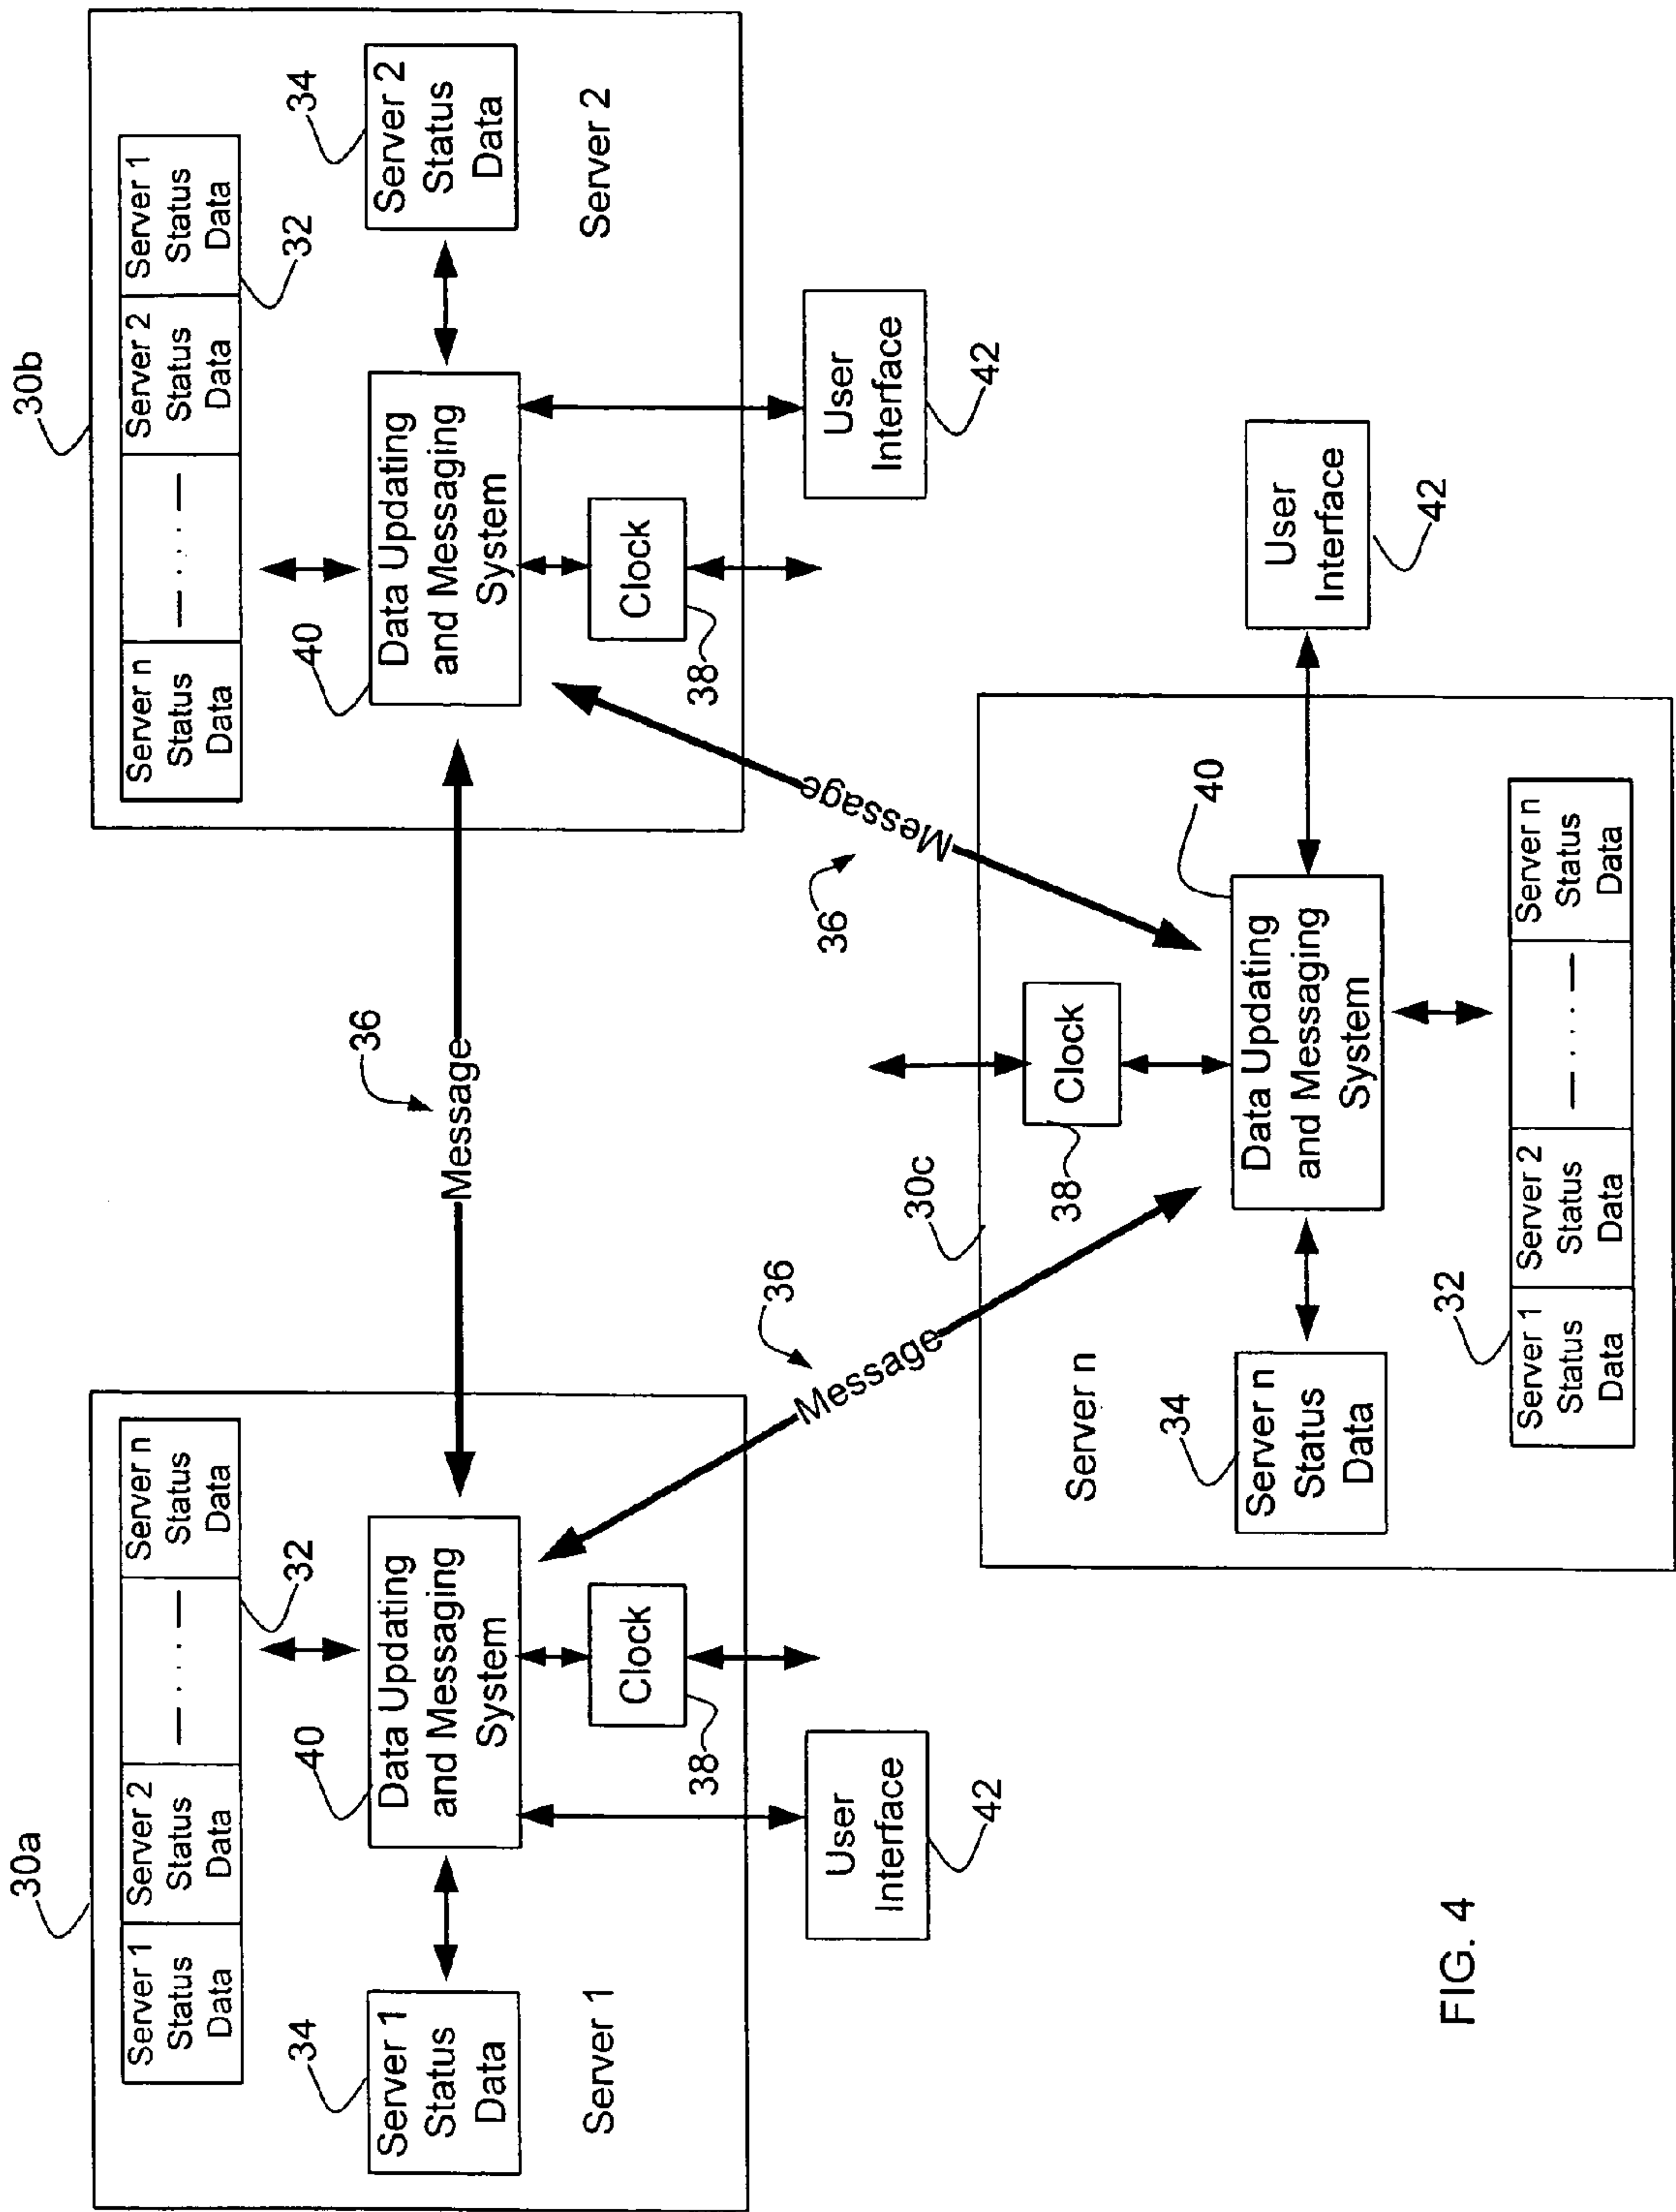 30a
Server 1
Status
Data
Server 2
Status
Data
— · · · —
Server n
Status
Data
32
34
Server 1
Status
Data
40
Data Updating
and Messaging
System
Clock
38
Server 1
User
Interface
42
36
Message
30b
Server n
Status
Data
— · · · —
Server 2
Status
Data
Server 1
Status
Data
32
40
Data Updating
and Messaging
System
34
Server 2
Status
Data
Clock
38
Server 2
User
Interface
42
36
Message
36
Message
30c
Server n
Clock
38
34
Server n
Status
Data
40
Data Updating
and Messaging
System
User
Interface
42
32
Server 1
Status
Data
Server 2
Status
Data
— · · · —
Server n
Status
Data
FIG. 4